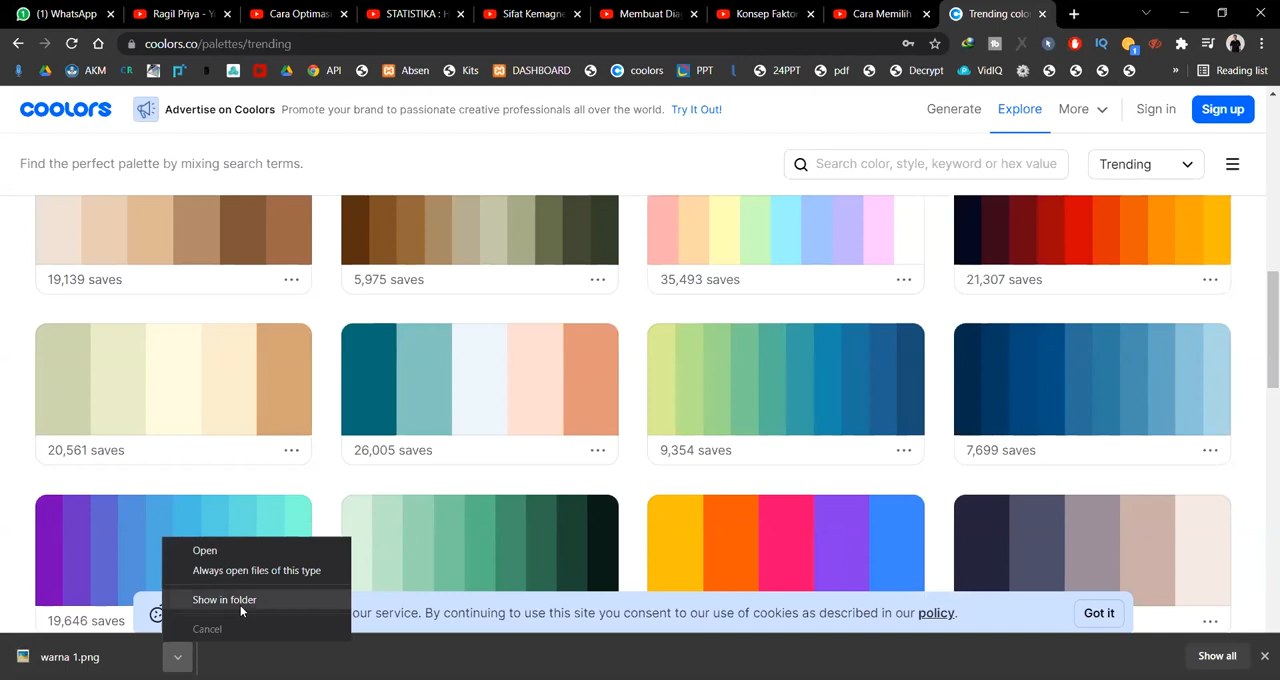 (1) WhatsApp
Ragil Priya - Y
Cara Optimas
STATISTIKA : H
Sifat Kemagne
Membuat Dia
Konsep Fakto
Cara Memilih
Trending colo
coolors.co/palettes/trending
AKM
CR
API
Absen
Kits
DASHBOARD
coolors
PPT
24PPT
pdf
Decrypt
VidIQ
Reading list
coolors
Advertise on Coolors Promote your brand to passionate creative professionals all over the world. Try It Out!
Generate
Explore
More
Sign in
Sign up
Find the perfect palette by mixing search terms.
Search color, style, keyword or hex value
Trending
19,139 saves
5,975 saves
35,493 saves
21,307 saves
20,561 saves
26,005 saves
9,354 saves
7,699 saves
19,646 saves
Open
Always open files of this type
Show in folder
Cancel
our service. By continuing to use this site you consent to our use of cookies as described in our policy.
Got it
warna 1.png
Show all